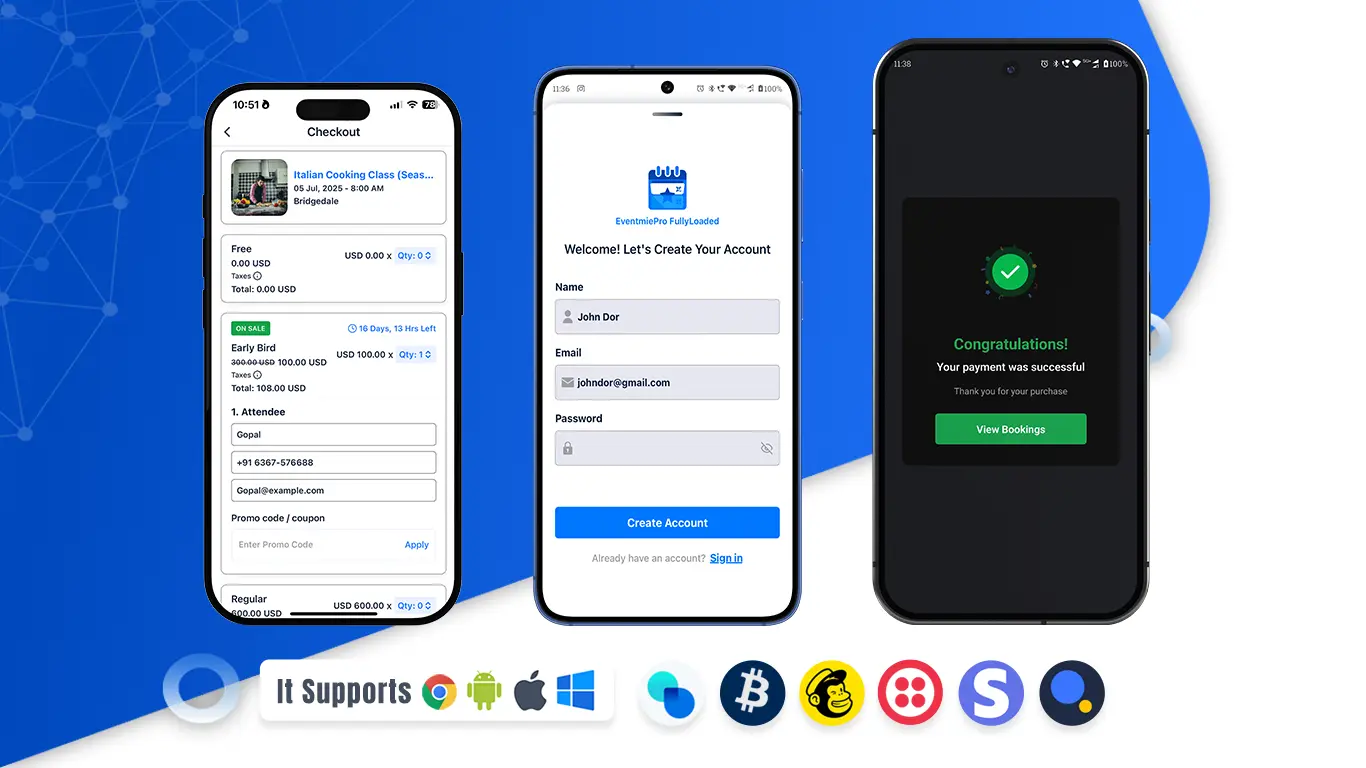 10:51
78
Checkout
Italian Cooking Class (Seas...
05 Jul, 2025 - 8:00 AM
Bridgedale
Free
0.00 USD
USD 0.00 x Qty: 0
Taxes
Total: 0.00 USD
ON SALE
16 Days, 13 Hrs Left
Early Bird
300.00 USD 100.00 USD
USD 100.00 x Qty: 1
Taxes
Total: 108.00 USD
1. Attendee
Gopal
+91 6367-576688
Gopal@example.com
Promo code / coupon
Enter Promo Code
Apply
Regular
600.00 USD
USD 600.00 x Qty: 0
11:36
100%
EventmiePro FullyLoaded
Welcome! Let's Create Your Account
Name
John Dor
Email
johndor@gmail.com
Password
Create Account
Already have an account? Sign in
11:38
100%
Congratulations!
Your payment was successful
Thank you for your purchase
View Bookings
It Supports